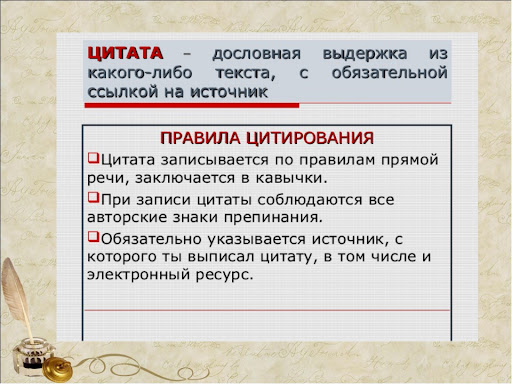 ЦИТАТА – дословная выдержка из
какого-либо текста, с обязательной
ссылкой на источник
ПРАВИЛА ЦИТИРОВАНИЯ
Цитата записывается по правилам прямой
речи, заключается в кавычки.
При записи цитаты соблюдаются все
авторские знаки препинания.
Обязательно указывается источник, с
которого ты выписал цитату, в том числе и
электронный ресурс.